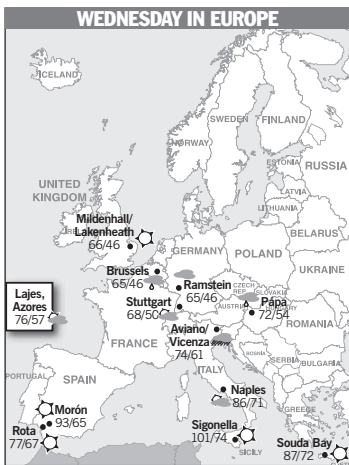 WEDNESDAY IN EUROPE
ICELAND
SWEDEN
FINLAND
NORWAY
ESTONIA
RUSSIA
LATVIA
LITHUANIA
UNITED
KINGDOM
BELARUS
Mildenhall/
Lakenheath
66/46
GERMANY
POLAND
UKRAINE
Brussels
65/46
Ramstein
65/46
CZECH
REP.
SLOVAKIA
Lajes,
Azores
76/57
Stuttgart
68/50
AUSTRIA
Pápa
72/54
ROMANIA
FRANCE
Aviano/
Vicenza
74/61
BOSNIA
SERBIA
BULGARIA
ITALY
PORTUGAL
SPAIN
Naples
86/71
GREECE
Morón
93/65
Rota
77/67
Sigonella
101/74
SICILY
Souda Bay
87/72